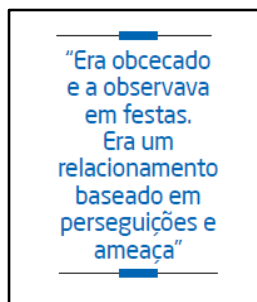 “Era obcecado
e a observava
em festas.
Era um
relacionamento
baseado em
perseguições e
ameaça”